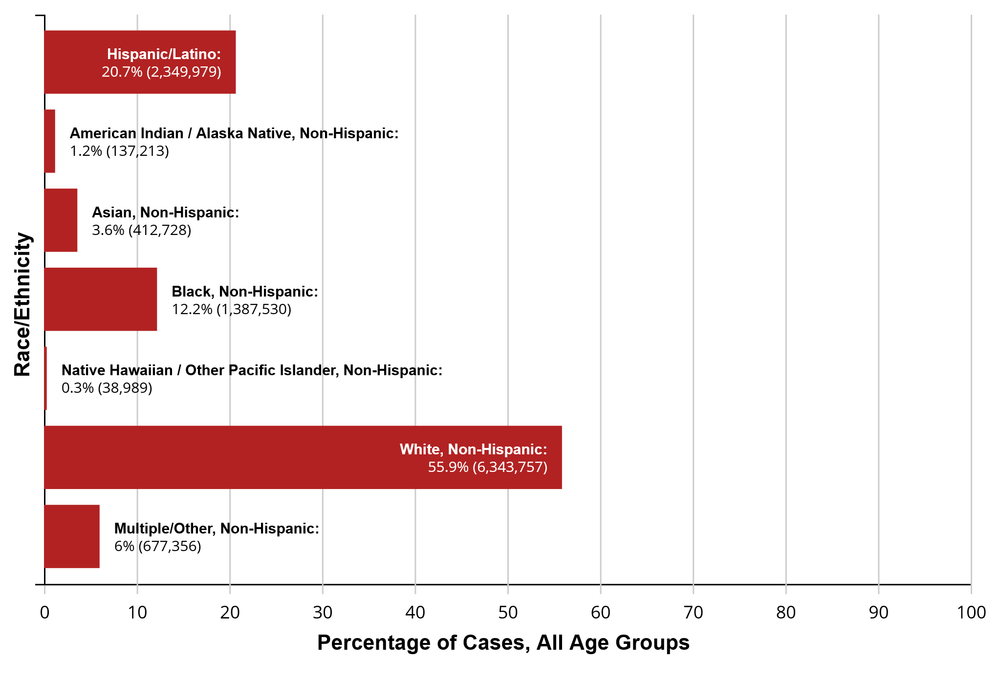 Hispanic/Latino:
20.7% (2,349,979)
American Indian / Alaska Native, Non-Hispanic:
1.2% (137,213)
Asian, Non-Hispanic:
3.6% (412,728)
Black, Non-Hispanic:
12.2% (1,387,530)
Native Hawaiian / Other Pacific Islander, Non-Hispanic:
0.3% (38,989)
White, Non-Hispanic:
55.9% (6,343,757)
Multiple/Other, Non-Hispanic:
6% (677,356)
Race/Ethnicity
0 10 20 30 40 50 60 70 80 90 100
Percentage of Cases, All Age Groups